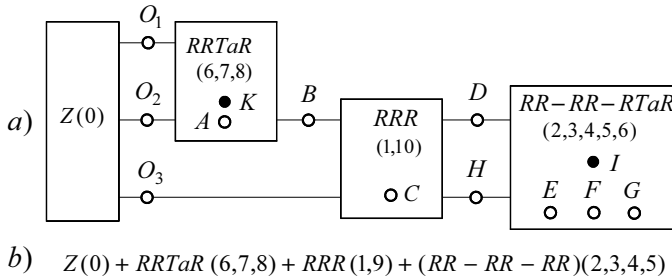 O1
RRTaR
RR–RR–RTaR
(6,7,8)
O2
B
D
K
A
a)
Z(0)
RRR
(2,3,4,5,6)
(1,10)
I
O3
H
E F G
C
b) Z(0) + RRTaR (6,7,8) + RRR (1,9) + (RR – RR – RR)(2,3,4,5)